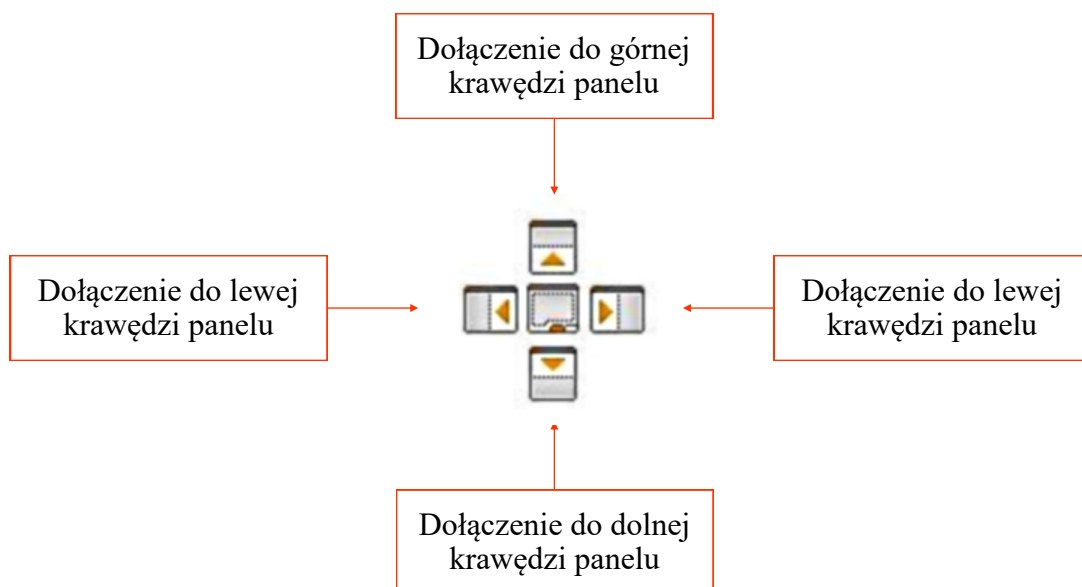 Dołączenie do górnej
krawędzi panelu
Dołączenie do lewej
krawędzi panelu
Dołączenie do lewej
krawędzi panelu
Dołączenie do dolnej
krawędzi panelu